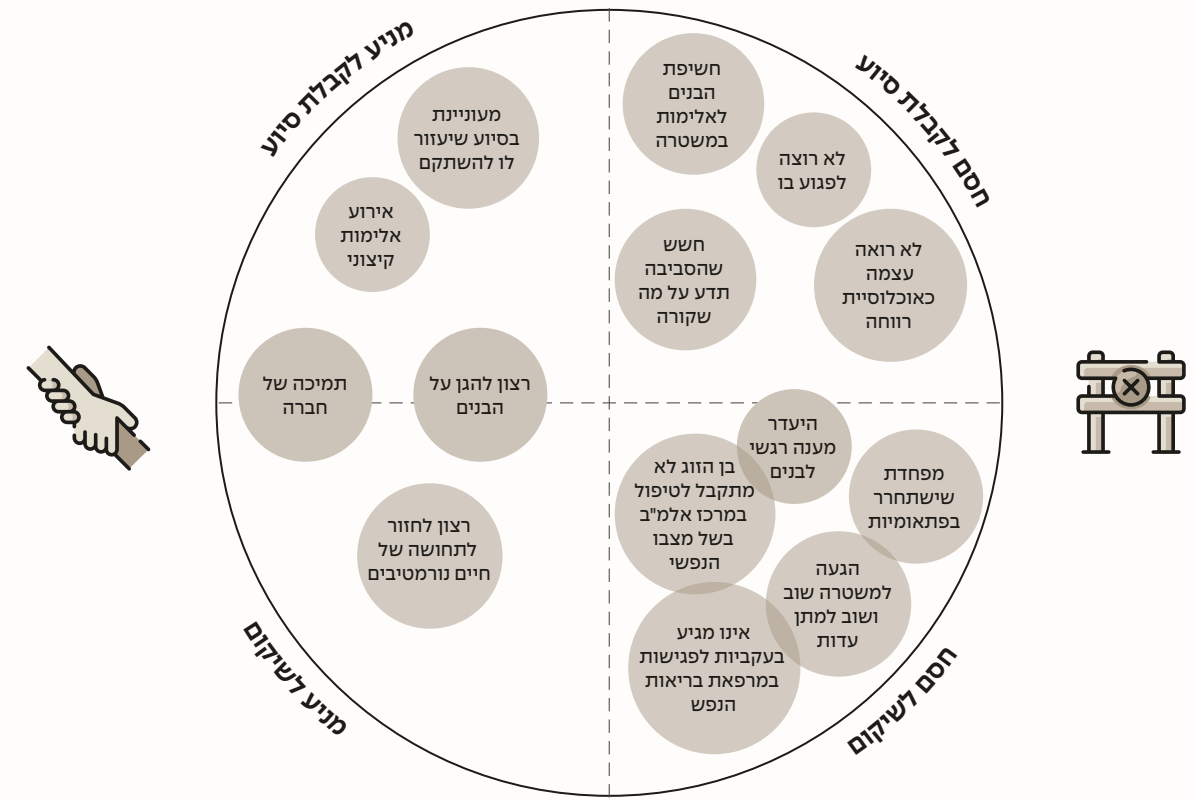 חסם לקבלת סיוע
חשיפת
הבנים
לאלימות
במשטרה
לא רוצה
לפגוע בו
לא רואה
עצמה
כאוכלוסיית
רווחה
חשש
שהסביבה
תדע על מה
שקורה
מניע לקבלת סיוע
מעוניינת
בסיוע שיעזור
לו להשתקם
אירוע
אלימות
קיצוני
רצון להגן על
הבנים
תמיכה של
חברה
חסם לשיקום
היעדר
מענה רגשי
לבנים
מפחדת
שישתחרר
בפתאומיות
בן הזוג לא
מתקבל לטיפול
במרכז אלמ"ב
בשל מצבו
הנפשי
הגעה
למשטרה שוב
ושוב למתן
עדות
אינו מגיע
בעקביות לפגישות
במרפאת בריאות
הנפש
מניע לשיקום
רצון לחזור
לתחושה של
חיים נורמטיבים